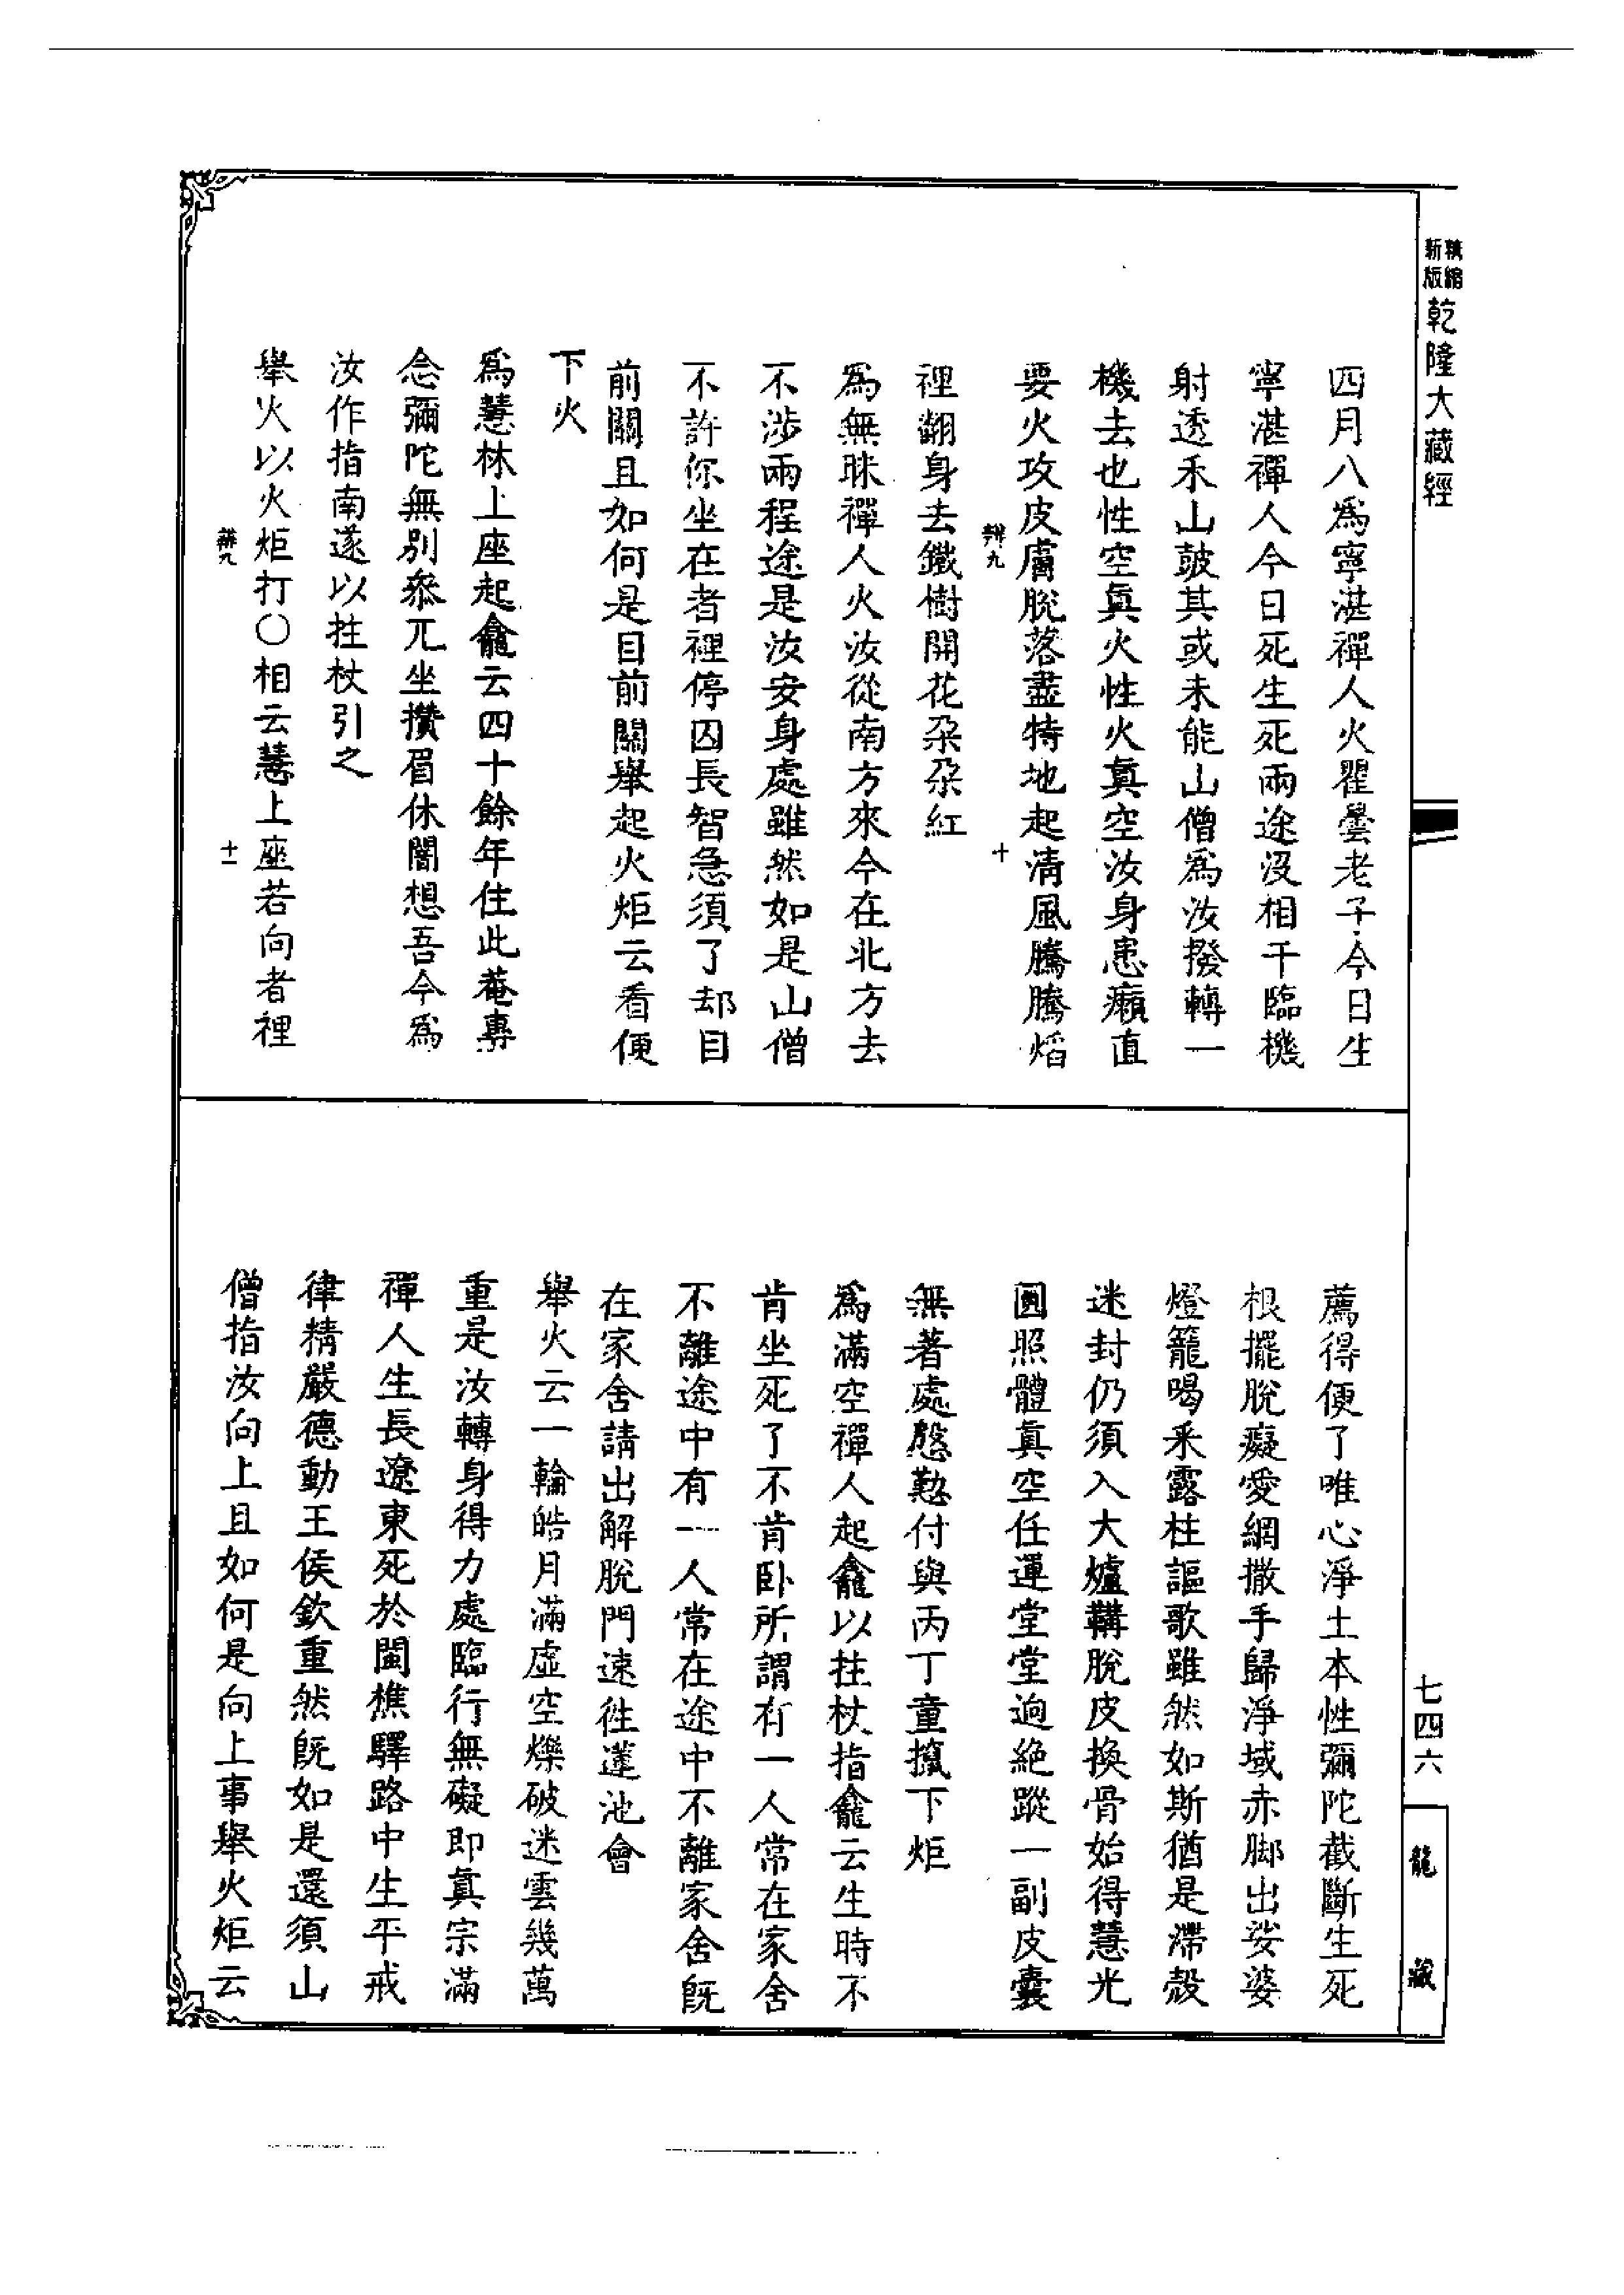 精縮
新版
乾隆大藏經
四月八爲寧湛禪人火瞿曇老子今日生
寧湛禪人今日死生死兩途沒相干臨機
射透禾山鼓其或未能山僧爲汝撥轉一
機去也性空眞火性火眞空汝身患癩直
要火攻皮膚脫落盡特地起清風騰騰熖
辨九
十
裡翻身去鐵樹開花朶朶紅
爲無昧禪人火汝從南方來今在北方去
不涉兩程途是汝安身處雖然如是山僧
不許你坐在者裡停囚長智急須了却目
前關且如何是目前關舉起火炬云看便
下火
爲慧林上座起龕云四十餘年住此菴專
念彌陀無別叅兀坐攢眉休闇想吾今爲
汝作指南遂以拄杖引之
舉火以火炬打〇相云慧上座若向者裡
辨九
十一
薦得便了唯心淨土本性彌陀截斷生死
根擺脫癡愛網撒手歸淨域赤脚出娑婆
燈籠喝釆露柱謳歌雖然如斯猶是滯殼
迷封仍須入大爐鞲脫皮換骨始得慧光
圓照體眞空任運堂堂逈絕蹤一副皮囊
無著處慇懃付與丙丁童攛下炬
爲滿空禪人起龕以拄杖指龕云生時不
肯坐死了不肯卧所謂有一人常在家舍
不離途中有一人常在途中不離家舍旣
在家舍請出解脫門速徃蓮池會
舉火云一輪皓月滿虛空爍破迷雲幾萬
重是汝轉身得力處臨行無礙即眞宗滿
禪人生長遼東死於閩樵驛路中生平戒
律精嚴德動王侯欽重然旣如是還須山
僧指汝向上且如何是向上事舉火炬云
七四六
龍藏